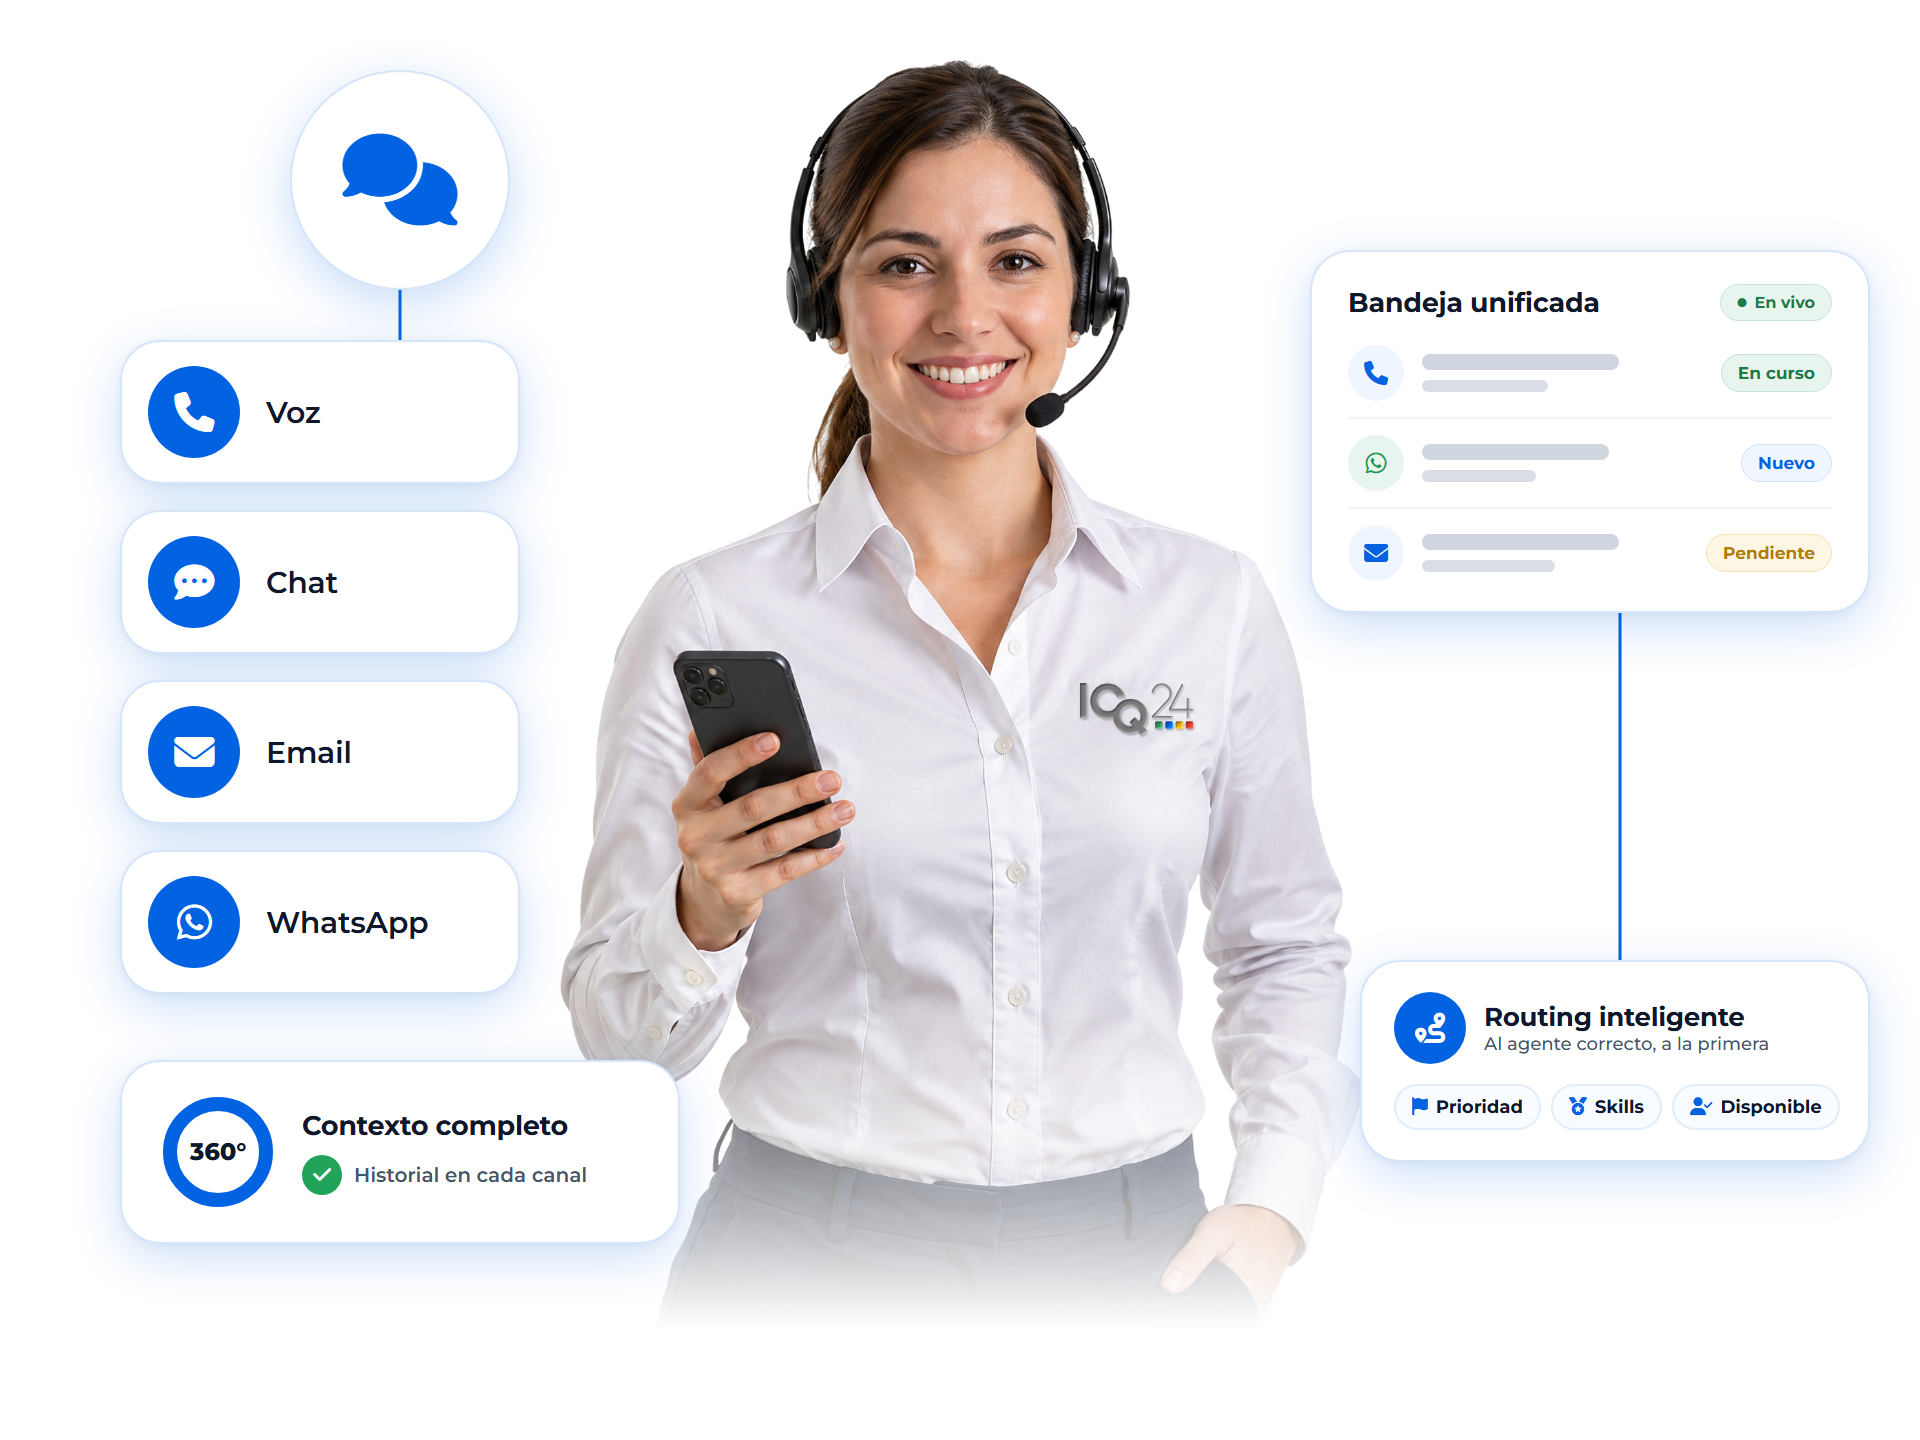 Voz
Chat
Email
WhatsApp
360°
Contexto completo
Historial en cada canal
ICQ24
Bandeja unificada
En vivo
En curso
Nuevo
Pendiente
Routing inteligente
Al agente correcto, a la primera
Prioridad
Skills
Disponible